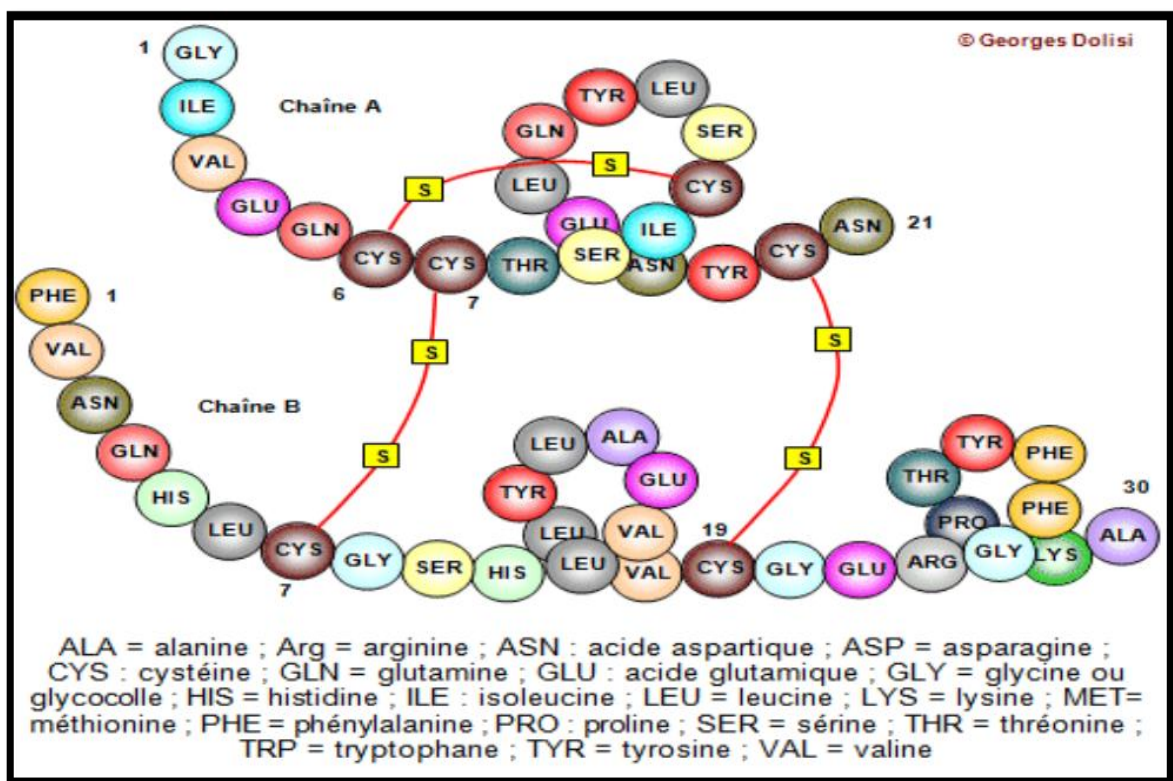 © Georges Dolisi
1 GLY
ILE
Chaîne A
VAL
GLU
GLN
CYS
6
CYS
7
THR
SER
ILE
CYS
SER
LEU
TYR
GLN
LEU
GLU
ASN
TYR
CYS
ASN
21
S
S
S
S
S
S
PHE 1
VAL
ASN
Chaîne B
GLN
HIS
LEU
CYS
7
GLY
SER
HIS
LEU
VAL
GLU
ALA
LEU
TYR
LEU
VAL
19
CYS
GLY
GLU
ARG
GLY
PHE
PHE
TYR
THR
PRO
LYS
30
ALA
ALA = alanine ; Arg = arginine ; ASN : acide aspartique ; ASP = asparagine ;
CYS : cystéine ; GLN = glutamine ; GLU : acide glutamique ; GLY = glycine ou
glycocolle ; HIS = histidine ; ILE : isoleucine ; LEU = leucine ; LYS = lysine ; MET=
méthionine ; PHE = phénylalanine ; PRO : proline ; SER = sérine ; THR = thréonine ;
TRP = tryptophane ; TYR = tyrosine ; VAL = valine